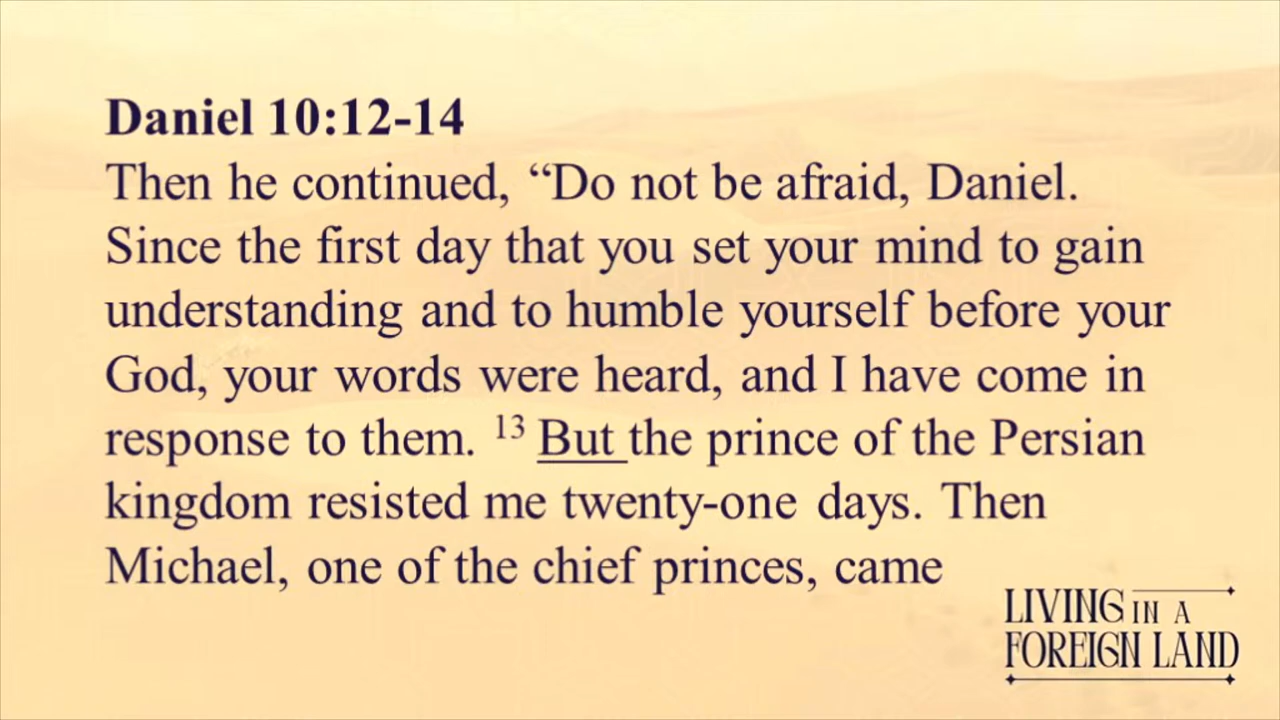 Daniel 10:12-14
Then he continued, “Do not be afraid, Daniel.
Since the first day that you set your mind to gain
understanding and to humble yourself before your
God, your words were heard, and I have come in
response to them. ¹³ But the prince of the Persian
kingdom resisted me twenty-one days. Then
Michael, one of the chief princes, came
LIVING IN A
FOREIGN LAND